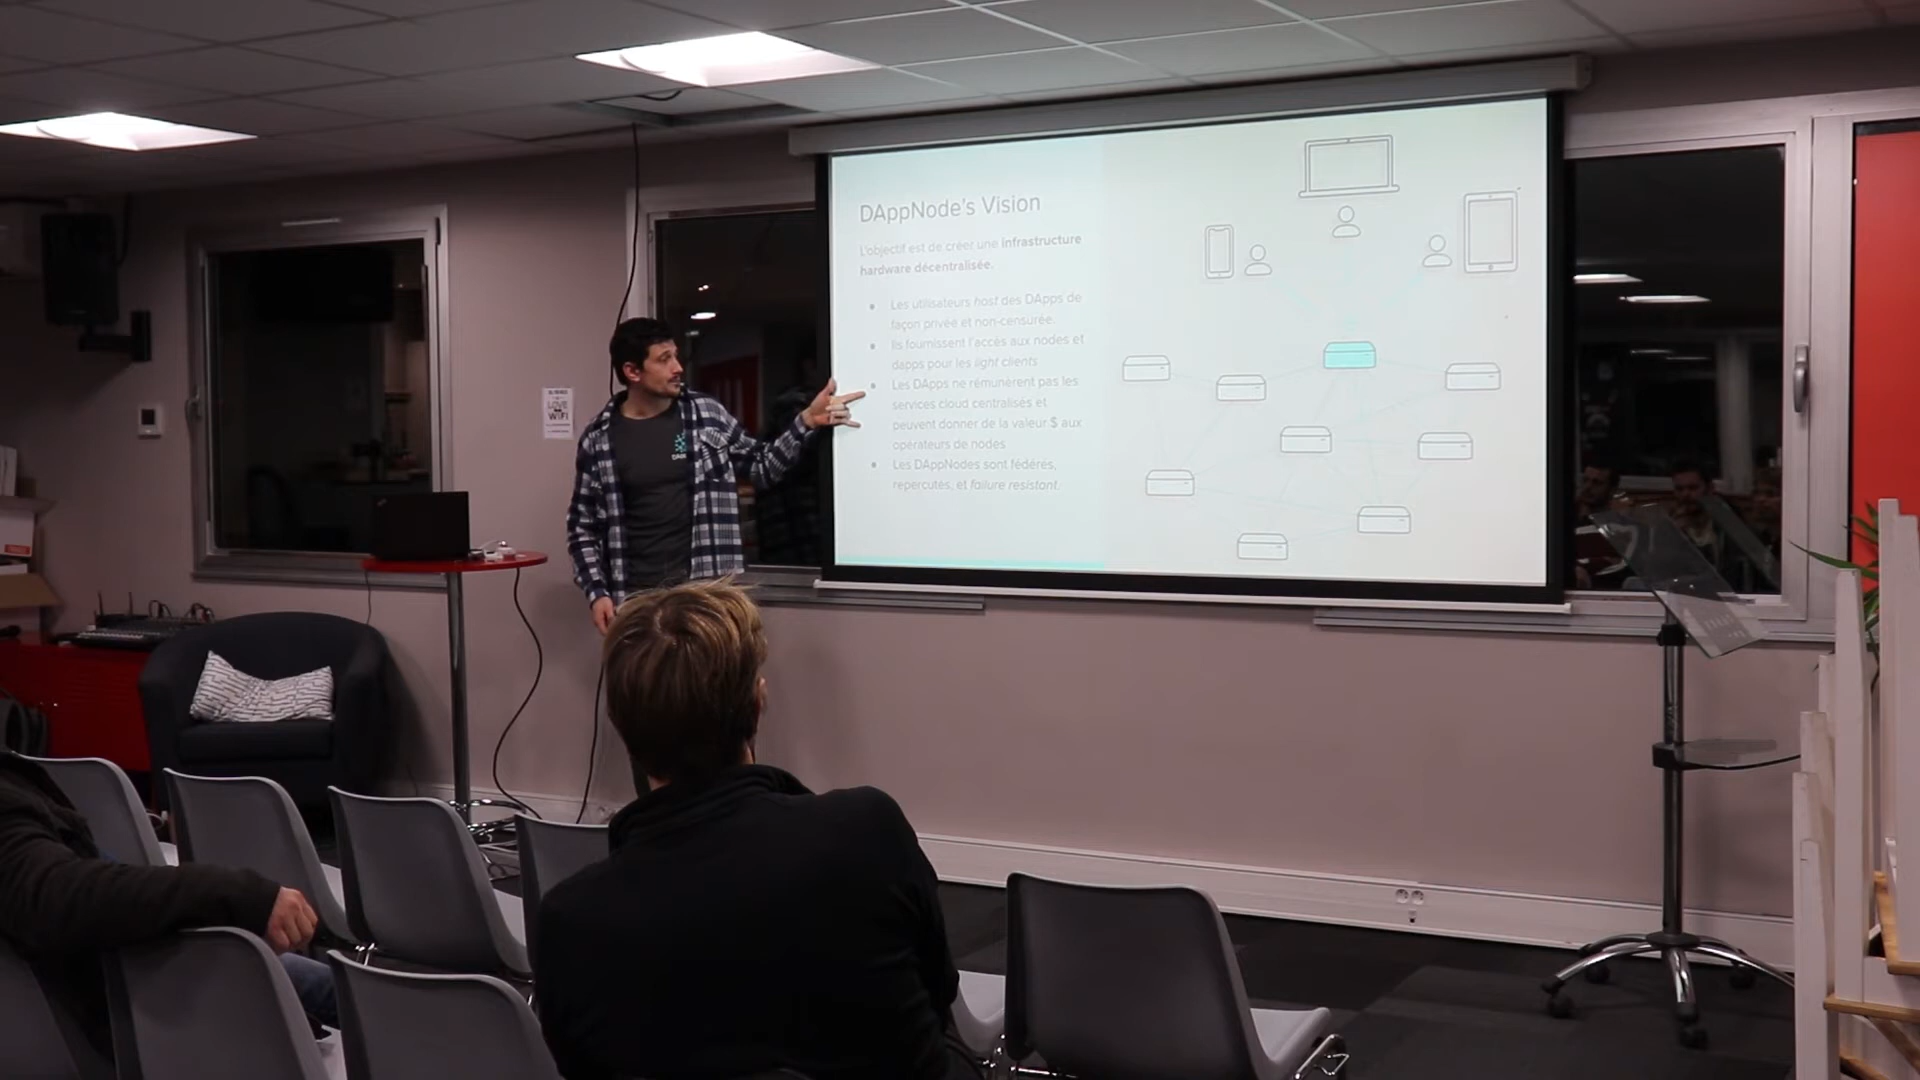 DAppNode's Vision
L'objectif est de créer une infrastructure
hardware décentralisée.
Les utilisateurs host des DApps de
façon privée et non-censurée.
Ils fournissent l'accès aux nodes et
dapps pour les light clients
Les DApps ne rémunèrent pas les
services cloud centralisés et
peuvent donner de la valeur $ aux
opérateurs de nodes
Les DAppNodes sont fédérés,
repercutés, et failure resistant.
LOVE
WIFI